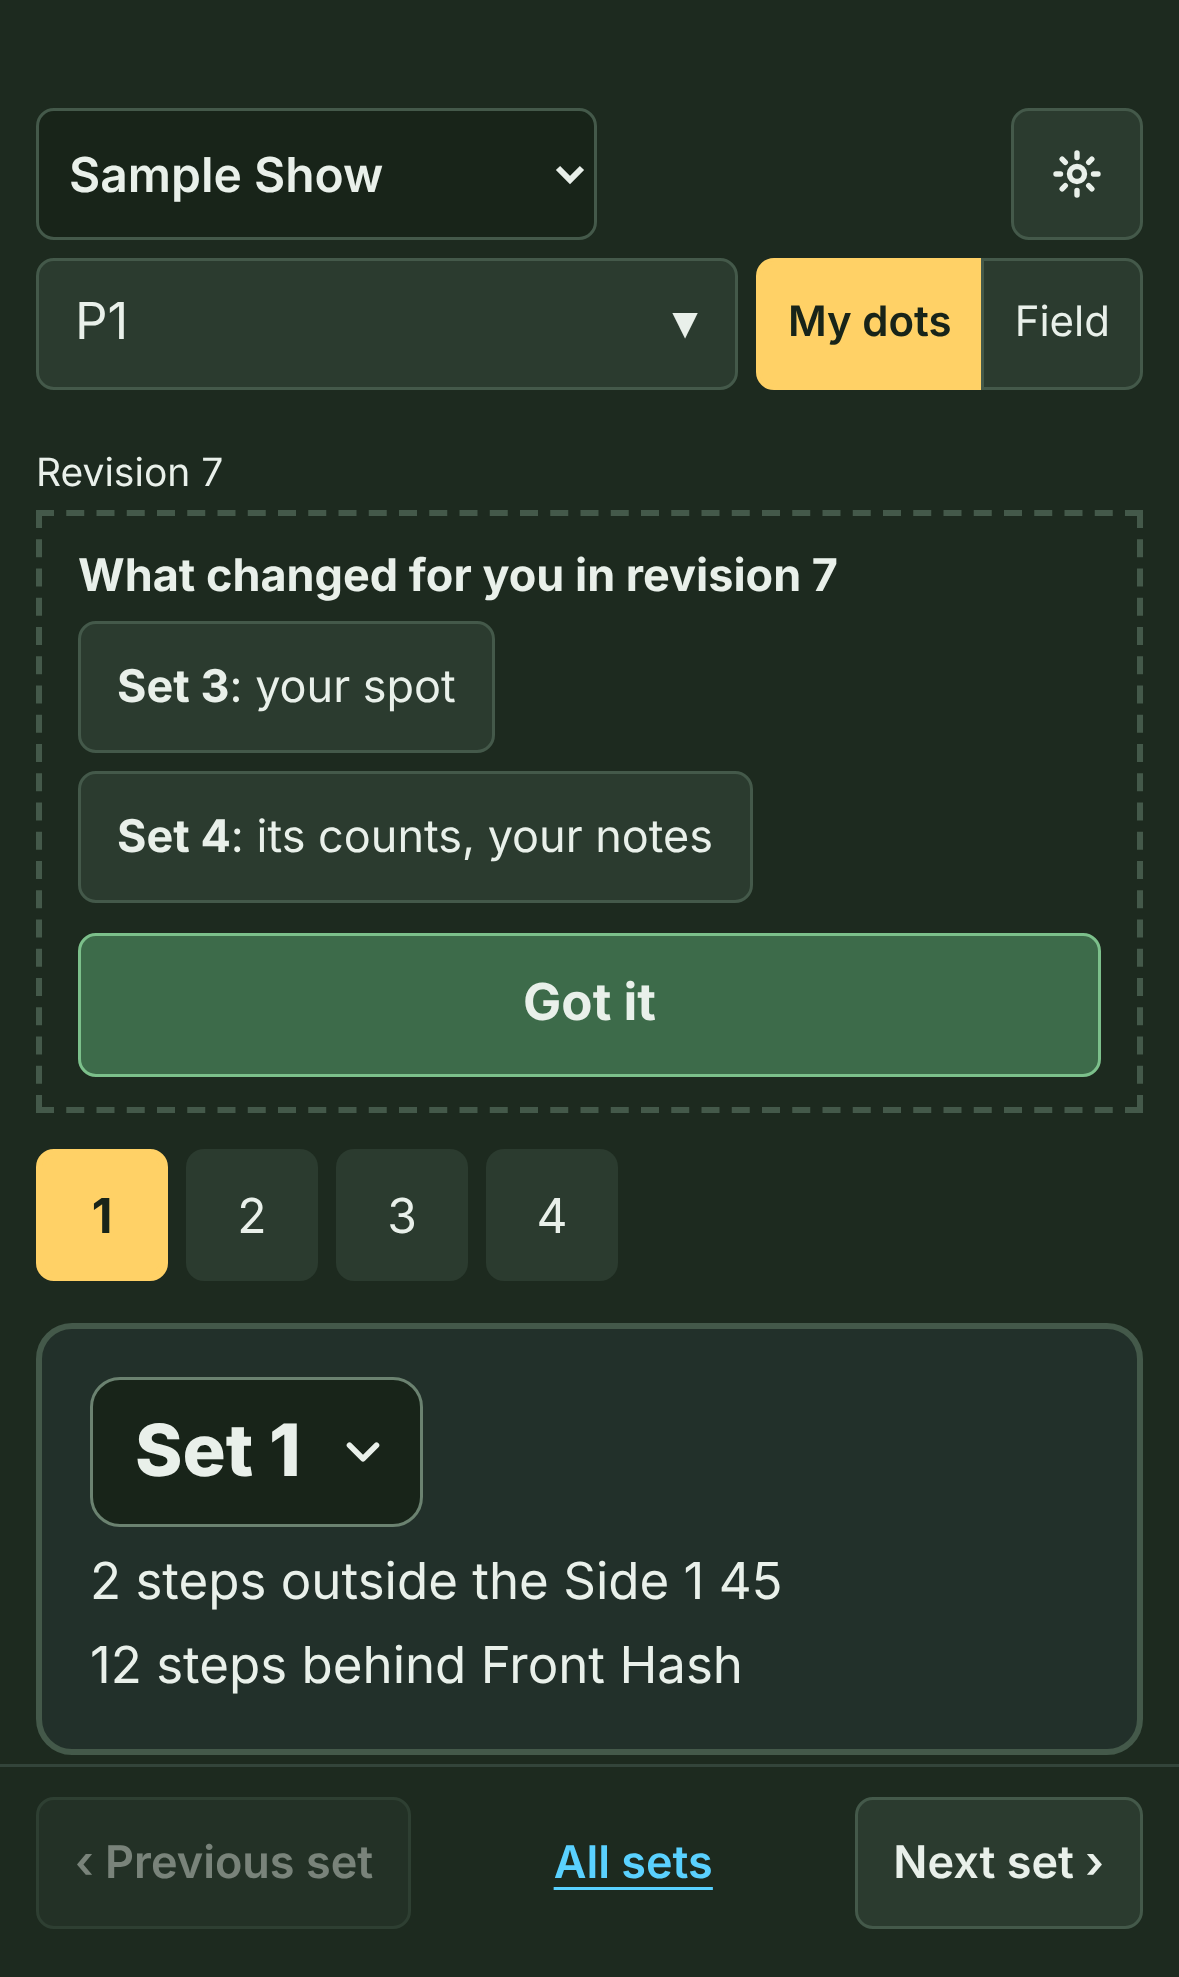 Sample Show
P1
My dots
Field
Revision 7
What changed for you in revision 7
Set 3: your spot
Set 4: its counts, your notes
Got it
1 2 3 4
Set 1
2 steps outside the Side 1 45
12 steps behind Front Hash
‹ Previous set
All sets
Next set ›